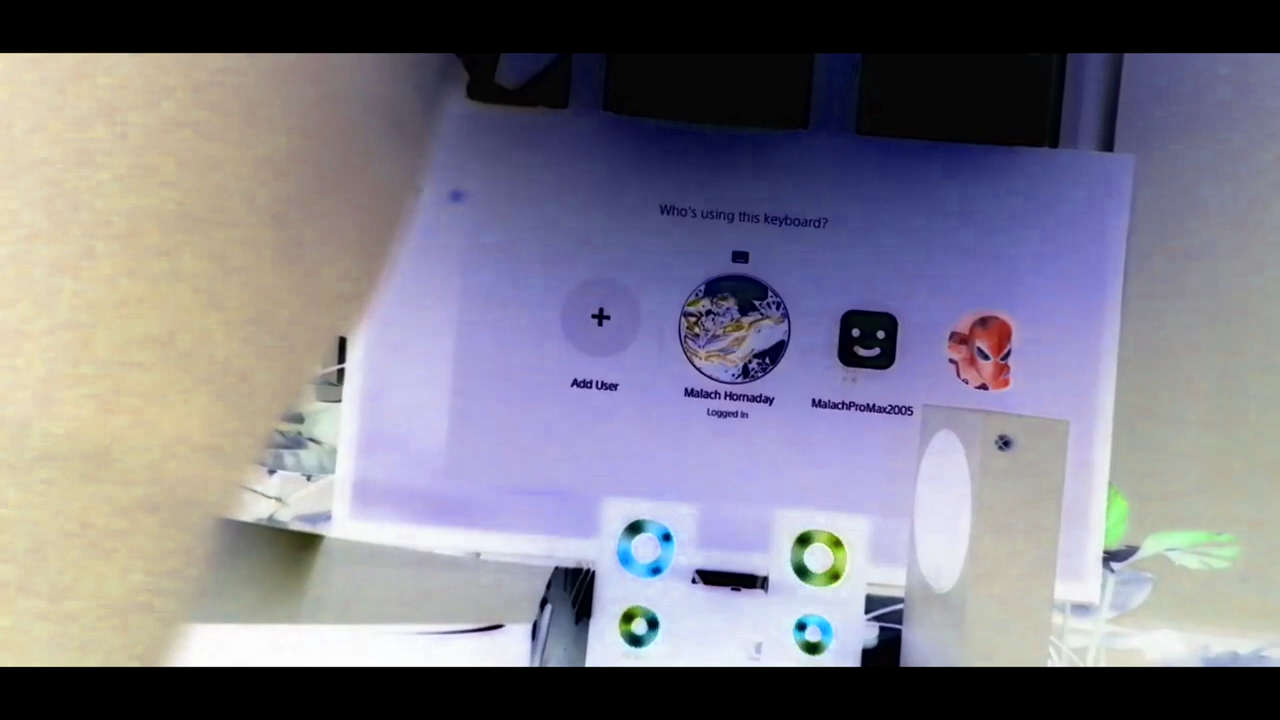 Who's using this keyboard?
Add User
Malach Hornaday
Logged In
MalachProMax2005